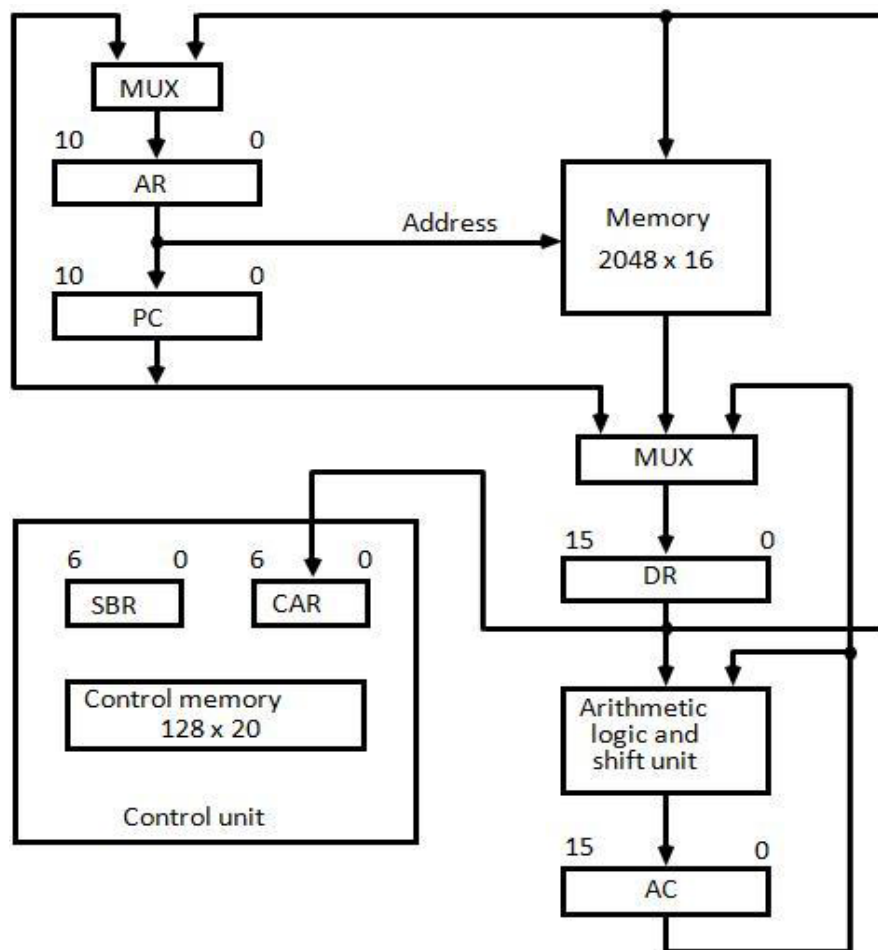 MUX
10 0
AR
Address
Memory
2048 x 16
10 0
PC
MUX
15 0
DR
6 0 6 0
SBR CAR
Control memory
128 x 20
Control unit
Arithmetic
logic and
shift unit
15 0
AC